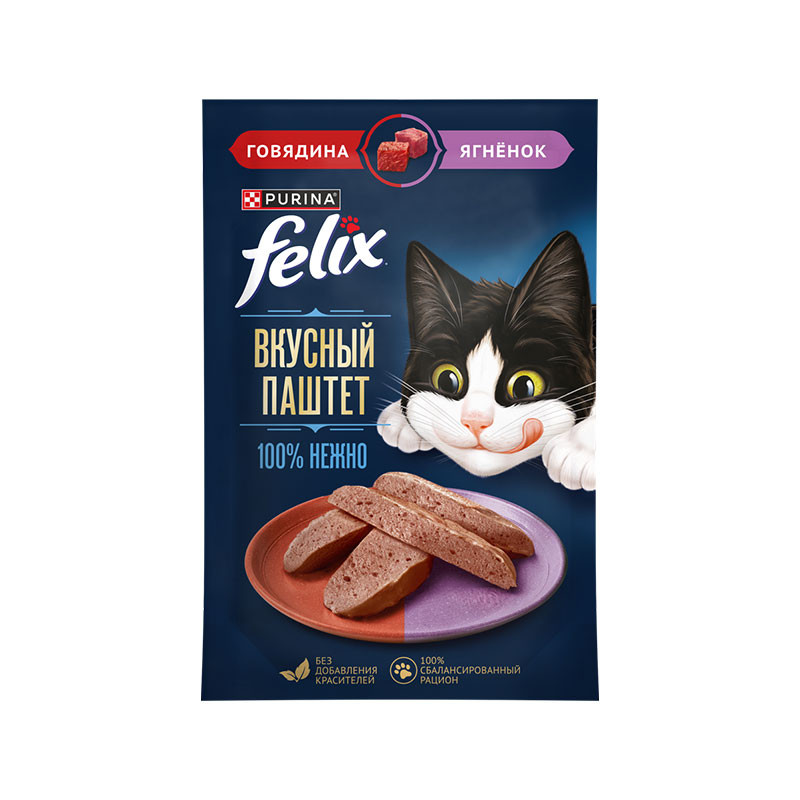 ГОВЯДИНА ЯГНЁНОК
PURINA
felix
ВКУСНЫЙ
ПАШТЕТ
100% НЕЖНО
БЕЗ
ДОБАВЛЕНИЯ
КРАСИТЕЛЕЙ
100%
СБАЛАНСИРОВАННЫЙ
РАЦИОН